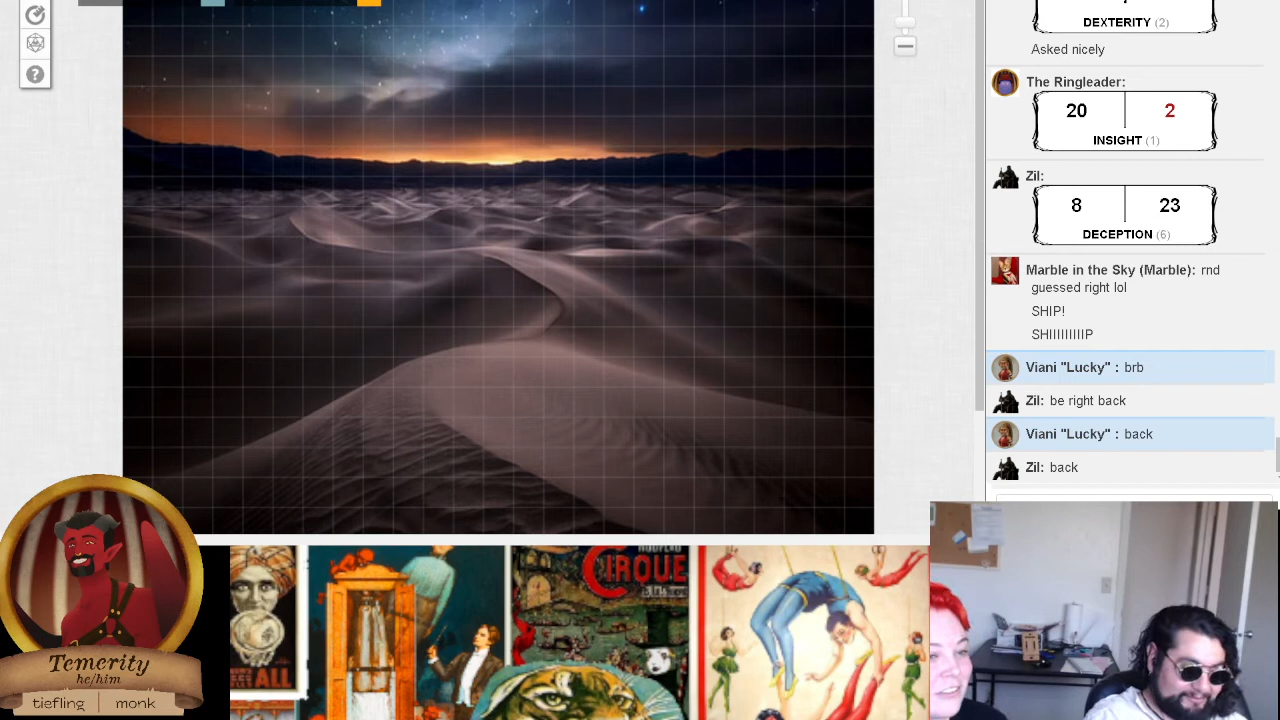 DEXTERITY (2)
Asked nicely
The Ringleader:
20
2
INSIGHT (1)
Zil:
8
23
DECEPTION (6)
Marble in the Sky (Marble): rnd
guessed right lol
SHIP!
SHIIIIIIIIIP
Viani "Lucky" : brb
Zil: be right back
Viani "Lucky" : back
Zil: back
?
Temerity
he/him
tiefling | monk
ALL
CIRQUE